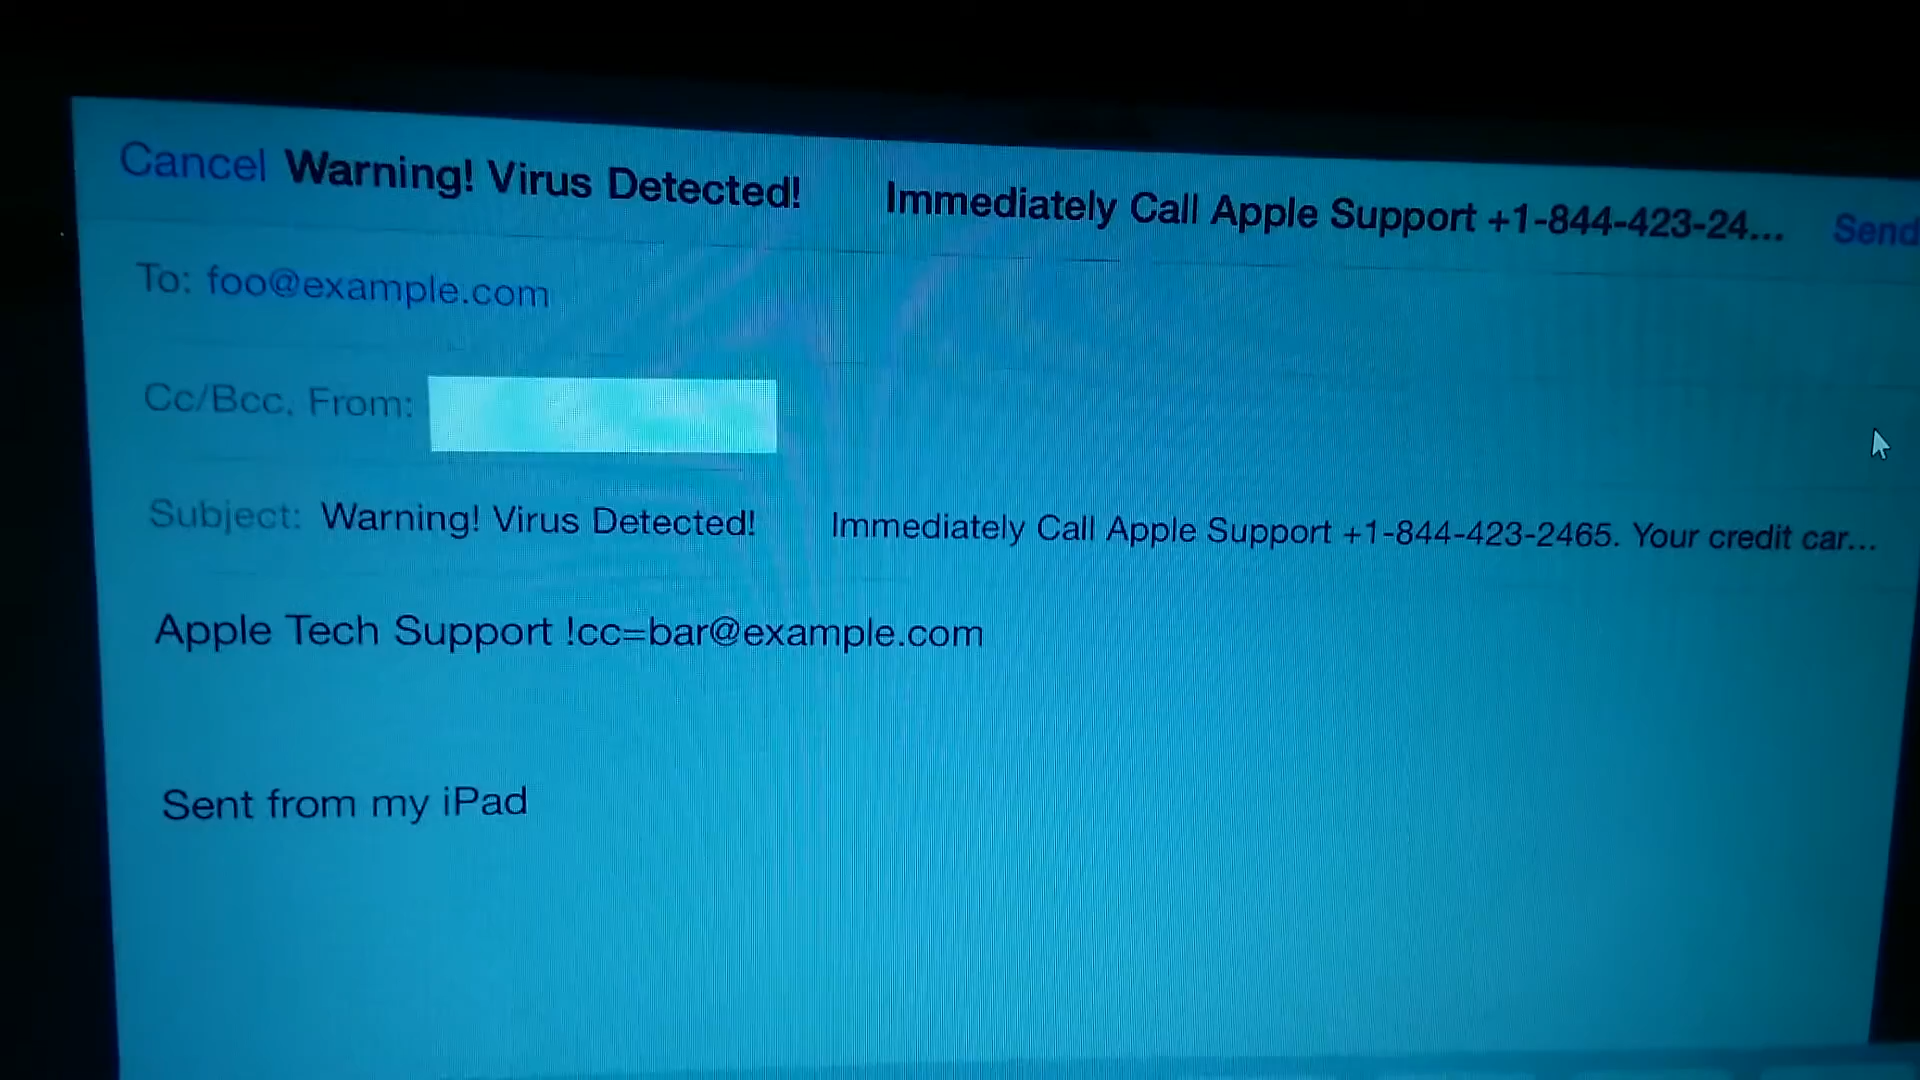 Cancel Warning! Virus Detected! Immediately Call Apple Support +1-844-423-24... Send
To: foo@example.com
Cc/Bcc, From:
Subject: Warning! Virus Detected! Immediately Call Apple Support +1-844-423-2465. Your credit car...
Apple Tech Support !cc=bar@example.com
Sent from my iPad